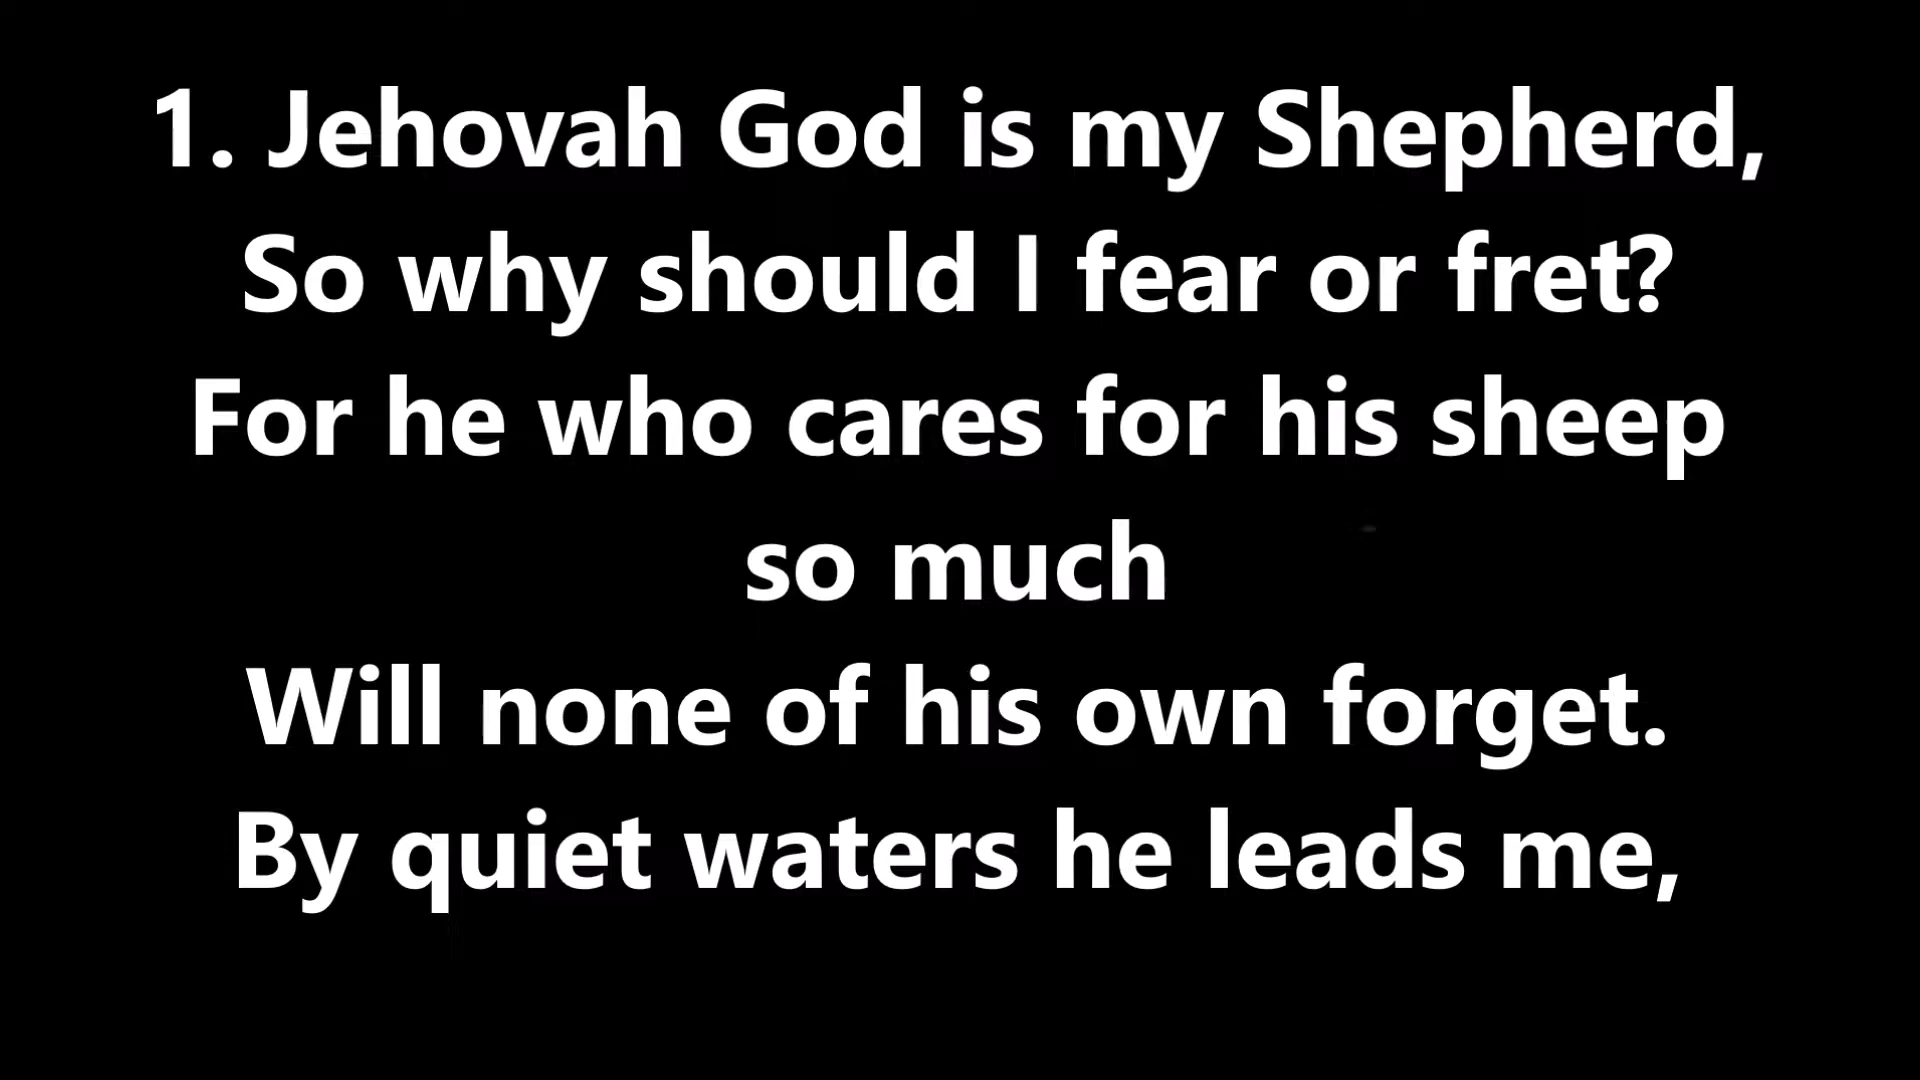 1. Jehovah God is my Shepherd,
So why should I fear or fret?
For he who cares for his sheep
so much
Will none of his own forget.
By quiet waters he leads me,